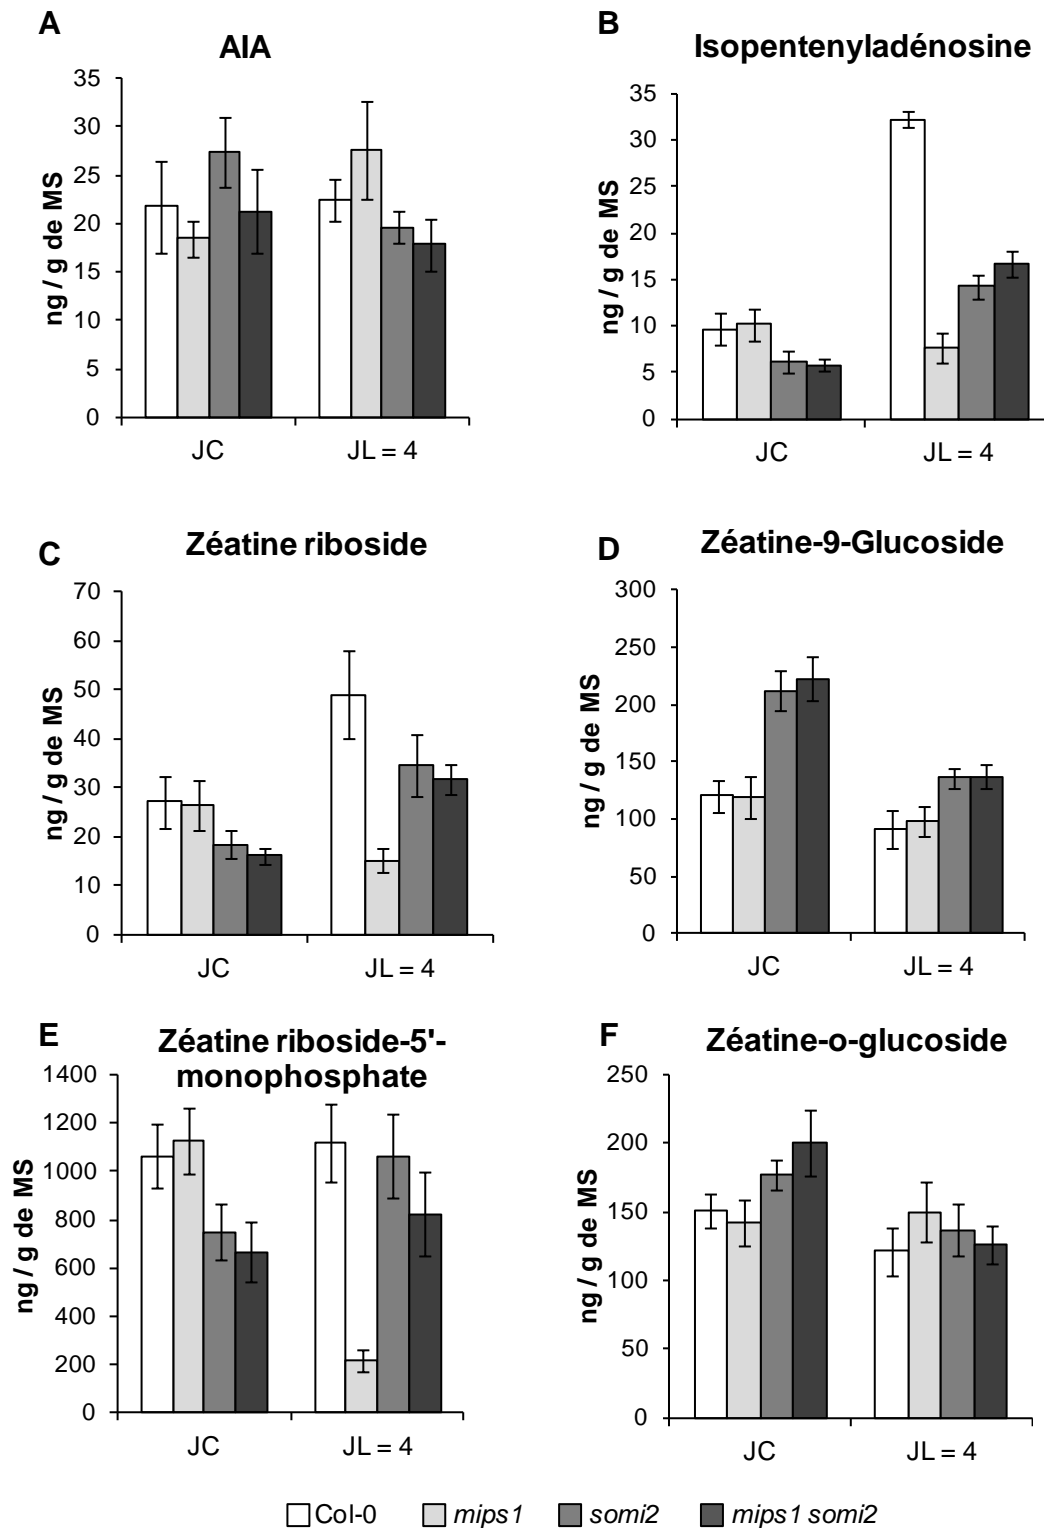 A
AIA
ng / g de MS
35
30
25
20
15
10
5
0
JC
JL = 4
B
Isopentenyladénosine
ng / g de MS
35
30
25
20
15
10
5
0
JC
JL = 4
C
Zéatine riboside
ng / g de MS
70
60
50
40
30
20
10
0
JC
JL = 4
D
Zéatine-9-Glucoside
ng / g de MS
300
250
200
150
100
50
0
JC
JL = 4
E
Zéatine riboside-5'-
monophosphate
ng / g de MS
1400
1200
1000
800
600
400
200
0
JC
JL = 4
F
Zéatine-o-glucoside
ng / g de MS
250
200
150
100
50
0
JC
JL = 4
Col-0 mips1 somi2 mips1 somi2